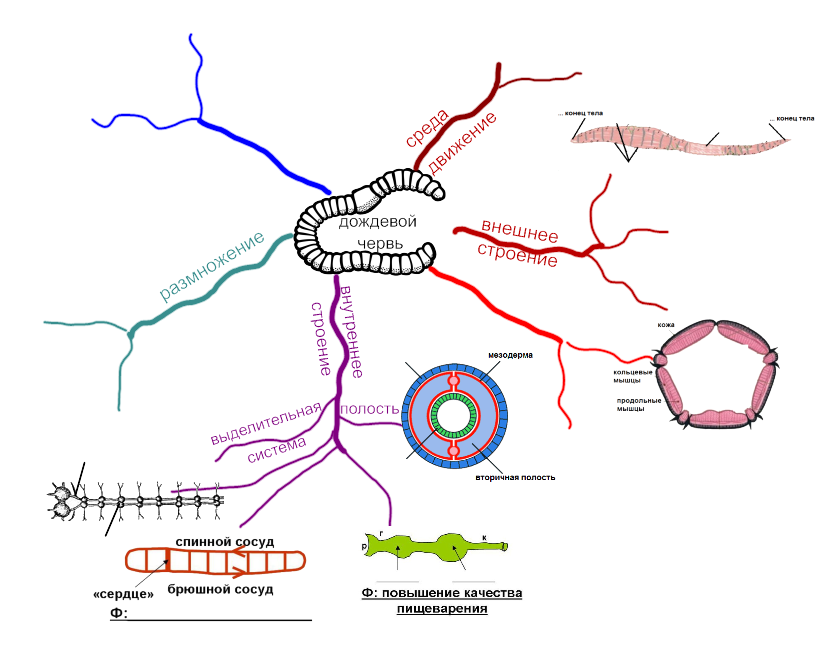 среда
движение
... конец тела
... конец тела
дождевой
червь
внешнее
строение
размножение
внутреннее
строение
кожа
кольцевые
мышцы
продольные
мышцы
мезодерма
полость
выделительная
система
вторичная полость
спинной сосуд
«сердце»
брюшной сосуд
Ф:
р
г
к
Ф: повышение качества
пищеварения